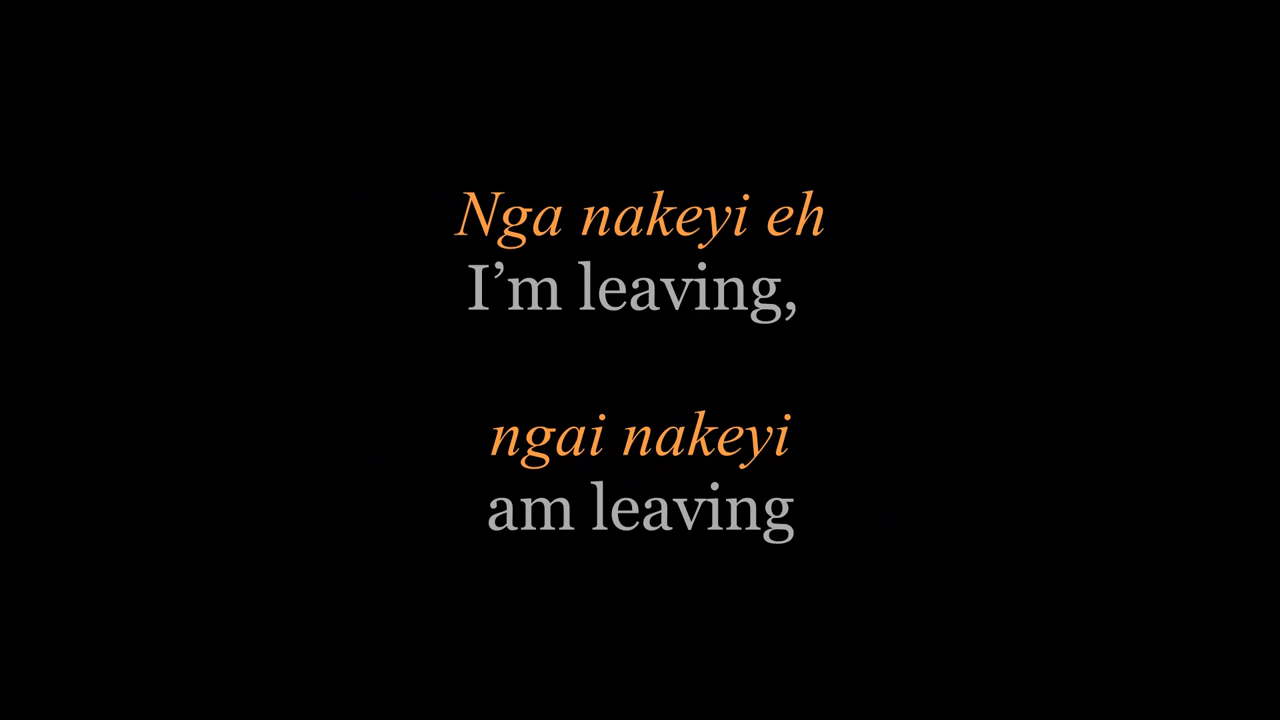 Nga nakeyi eh
I’m leaving,
ngai nakeyi
am leaving